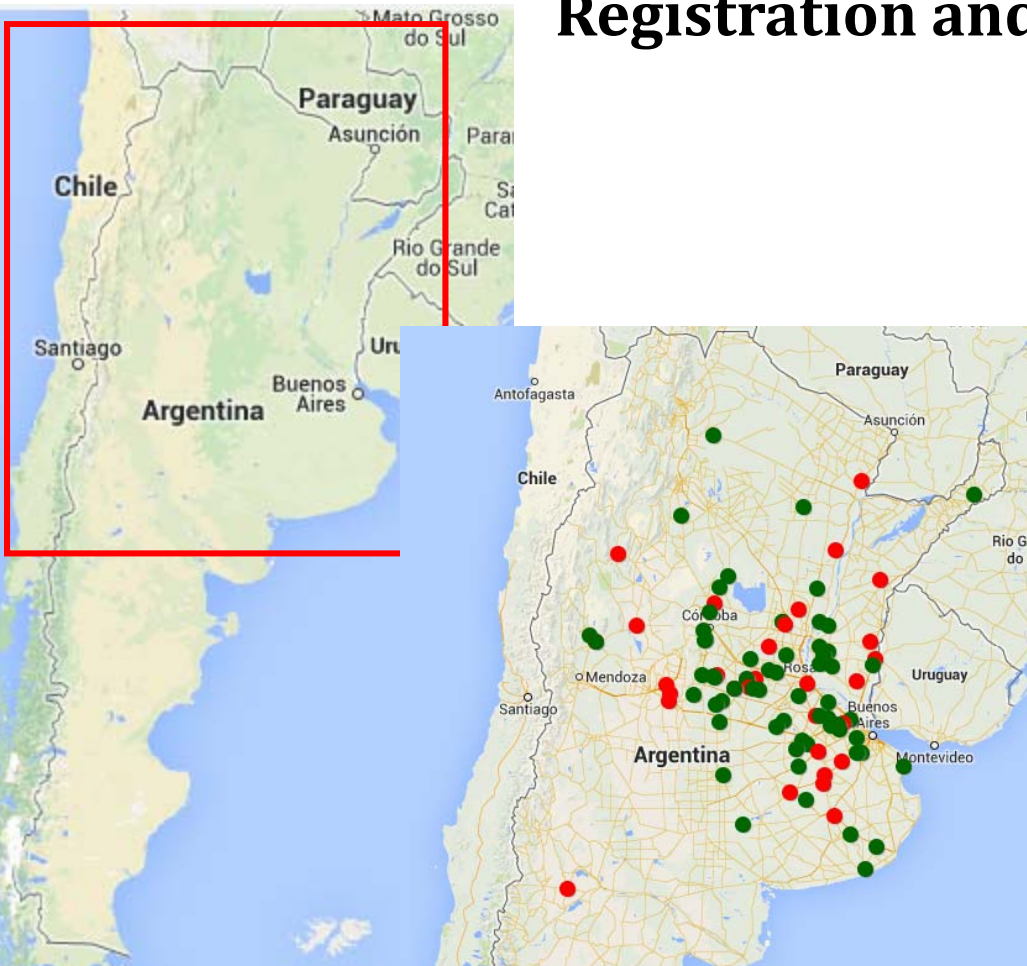 Registration and
Mato Grosso
do Sul
Paraguay
Asunción
Chile
Rio Grande
do Sul
Santiago
Buenos
Aires
Argentina
Paraguay
Antofagasta
Asunción
Chile
Córdoba
Mendoza
Uruguay
Santiago
Buenos
Aires
Argentina
Montevideo